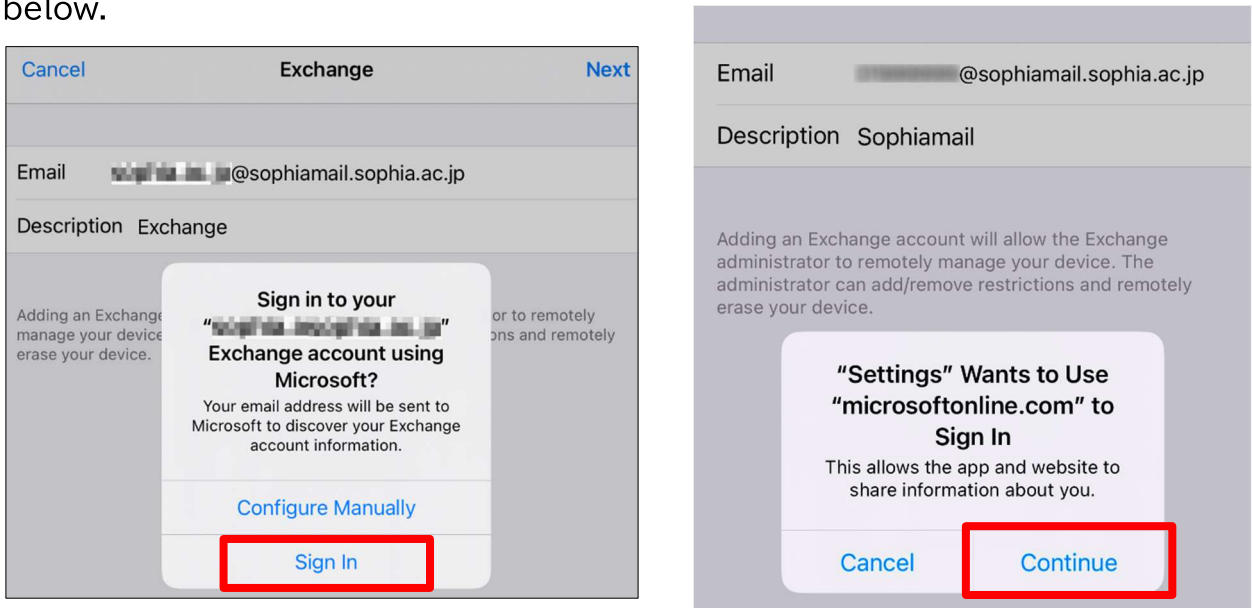 below.
Cancel Exchange Next
Email @sophiamail.sophia.ac.jp
Description Exchange
Adding an Exchange or to remotely
manage your device ons and remotely
erase your device.
Sign in to your
“ ”
Exchange account using
Microsoft?
Your email address will be sent to
Microsoft to discover your Exchange
account information.
Configure Manually
Sign In
Email @sophiamail.sophia.ac.jp
Description Sophiamail
Adding an Exchange account will allow the Exchange
administrator to remotely manage your device. The
administrator can add/remove restrictions and remotely
erase your device.
“Settings” Wants to Use
“microsoftonline.com” to
Sign In
This allows the app and website to
share information about you.
Cancel Continue